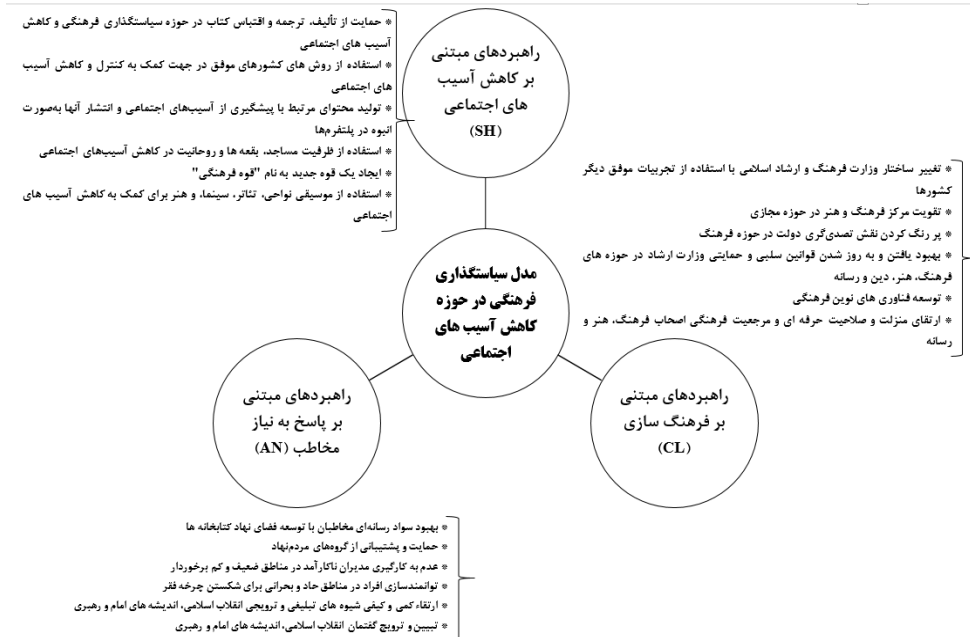 * حمایت از تألیف، ترجمه و اقتباس کتاب در حوزه سیاستگذاری فرهنگی و کاهش
آسیب های اجتماعی
* استفاده از روش های کشورهای موفق در جهت کمک به کنترل و کاهش آسیب
های اجتماعی
* تولید محتوای مرتبط با پیشگیری از آسیب‌های اجتماعی و انتشار آنها به‌صورت
انبوه در پلتفرم‌ها
* استفاده از ظرفیت مساجد، بقعه ها و روحانیت در کاهش آسیب‌های اجتماعی
* ایجاد یک قوه جدید به نام "قوه فرهنگی"
* استفاده از موسیقی نواحی، تئاتر، سینما، و هنر برای کمک به کاهش آسیب های
اجتماعی
راهبردهای مبتنی
بر کاهش آسیب
های اجتماعی
(SH)
* تغییر ساختار وزارت فرهنگ و ارشاد اسلامی با استفاده از تجربیات موفق دیگر
کشورها
* تقویت مرکز فرهنگ و هنر در حوزه مجازی
* پر رنگ کردن نقش تصدی‌گری دولت در حوزه فرهنگ
* بهبود یافتن و به روز شدن قوانین سلبی و حمایتی وزارت ارشاد در حوزه های
فرهنگ، هنر، دین و رسانه
* توسعه فناوری های نوین فرهنگی
* ارتقای منزلت و صلاحیت حرفه ای و مرجعیت فرهنگی اصحاب فرهنگ، هنر و
رسانه
مدل سیاستگذاری
فرهنگی در حوزه
کاهش آسیب های
اجتماعی
راهبردهای مبتنی
بر فرهنگ سازی
(CL)
راهبردهای مبتنی
بر پاسخ به نیاز
مخاطب (AN)
* بهبود سواد رسانه‌ای مخاطبان با توسعه فضای نهاد کتابخانه ها
* حمایت و پشتیبانی از گروه‌های مردم‌نهاد
* عدم به کارگیری مدیران ناکارآمد در مناطق ضعیف و کم برخوردار
* توانمندسازی افراد در مناطق حاد و بحرانی برای شکستن چرخه فقر
* ارتقاء کمی و کیفی شیوه های تبلیغی و ترویجی انقلاب اسلامی، اندیشه های امام و رهبری
* تبیین و ترویج گفتمان انقلاب اسلامی، اندیشه های امام و رهبری